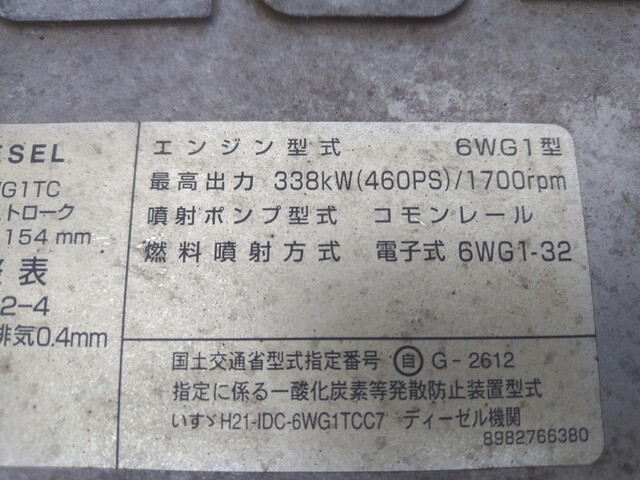 ESEL
G1TC
トローク
154 mm
表
2-4
排気0.4mm
エンジン型式 6WG1型
最高出力 338kW(460PS)/1700rpm
噴射ポンプ型式 コモンレール
燃料噴射方式 電子式 6WG1-32
国土交通省型式指定番号 自 G-2612
指定に係る一酸化炭素等発散防止装置型式
いすゞH21-IDC-6WG1TCC7 ディーゼル機関
8982766380